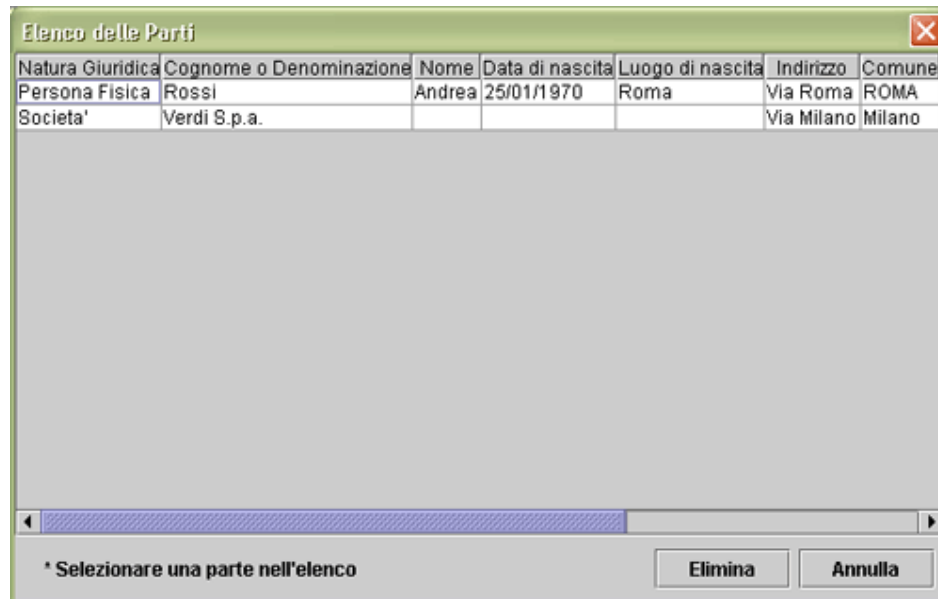 Elenco delle Parti
Natura Giuridica Cognome o Denominazione Nome Data di nascita Luogo di nascita Indirizzo Comune
Persona Fisica Rossi Andrea 25/01/1970 Roma Via Roma ROMA
Societa' Verdi S.p.a. Via Milano Milano
* Selezionare una parte nell'elenco Elimina Annulla